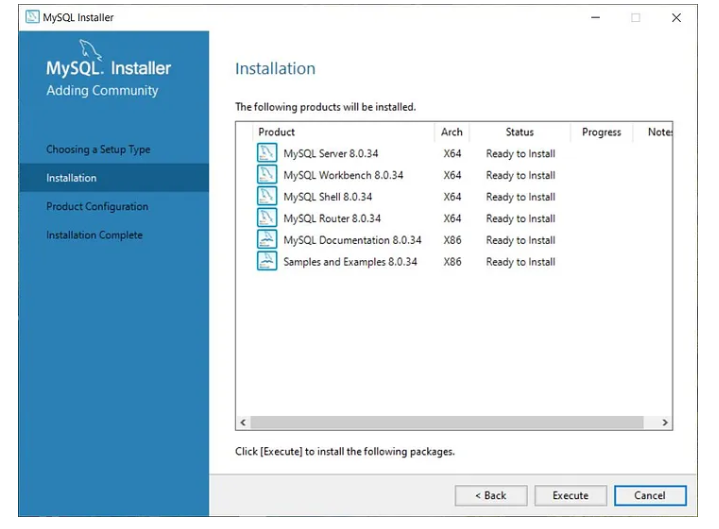 MySQL Installer
MySQL. Installer
Adding Community
Choosing a Setup Type
Installation
Product Configuration
Installation Complete
Installation
The following products will be installed.
Product Arch Status Progress Notes
MySQL Server 8.0.34 X64 Ready to Install
MySQL Workbench 8.0.34 X64 Ready to Install
MySQL Shell 8.0.34 X64 Ready to Install
MySQL Router 8.0.34 X64 Ready to Install
MySQL Documentation 8.0.34 X86 Ready to Install
Samples and Examples 8.0.34 X86 Ready to Install
Click [Execute] to install the following packages.
< Back Execute Cancel